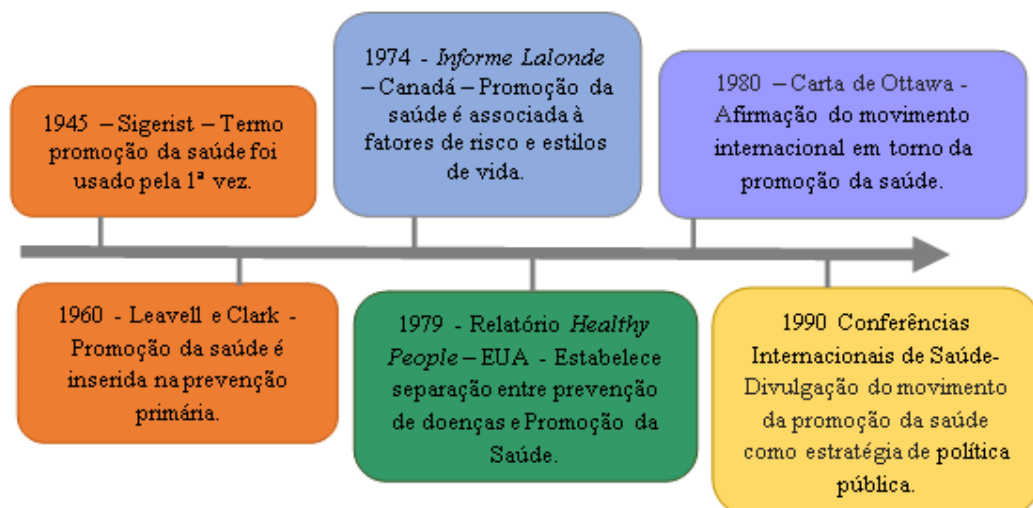 1945 – Sigerist – Termo
promoção da saúde foi
usado pela 1ª vez.
1960 - Leavell e Clark -
Promoção da saúde é
inserida na prevenção
primária.
1974 - Informe Lalonde
– Canadá – Promoção da
saúde é associada à
fatores de risco e estilos
de vida.
1979 - Relatório Healthy
People – EUA - Estabelece
separação entre prevenção
de doenças e Promoção da
Saúde.
1980 – Carta de Ottawa -
Afirmação do movimento
internacional em torno da
promoção da saúde.
1990 Conferências
Internacionais de Saúde-
Divulgação do movimento
da promoção da saúde
como estratégia de política
pública.